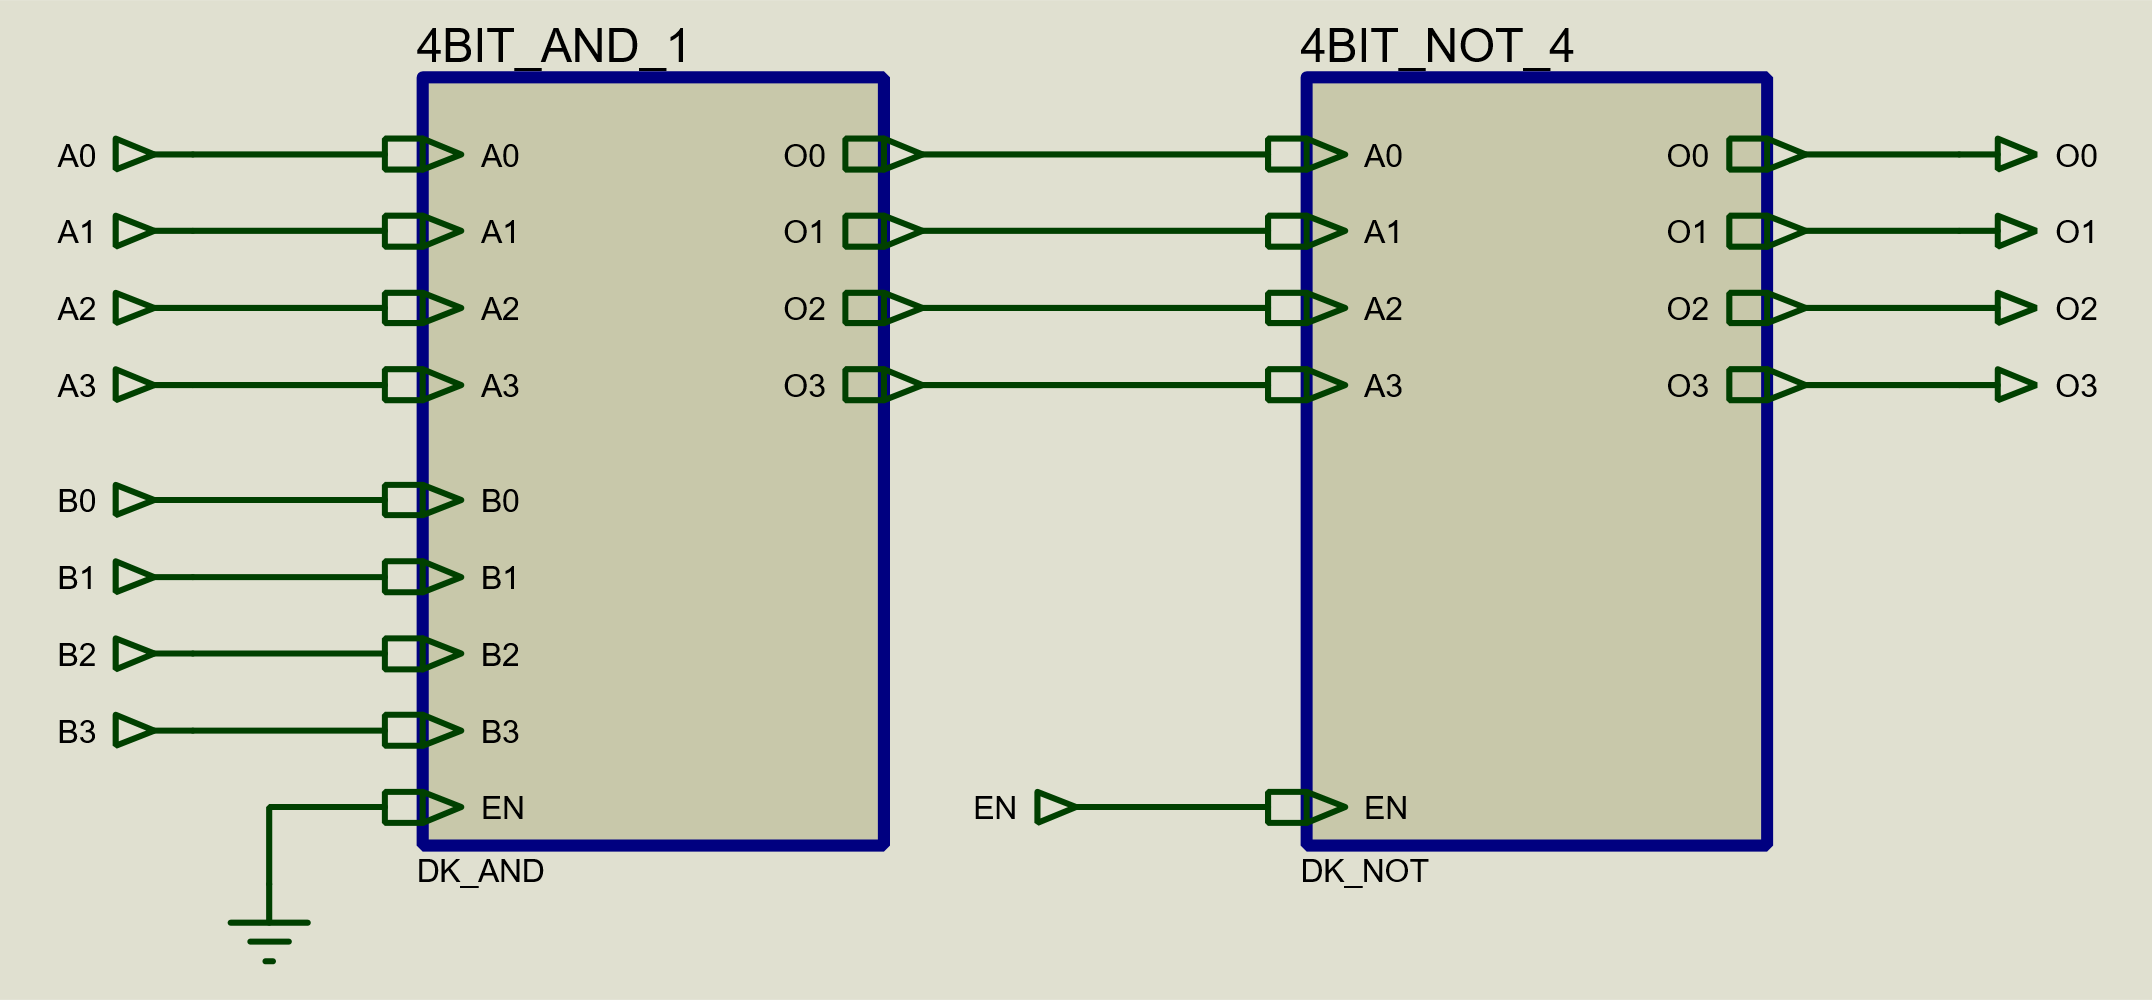 4BIT_AND_1
4BIT_NOT_4
A0 A0 O0 A0 O0 O0
A1 A1 O1 A1 O1 O1
A2 A2 O2 A2 O2 O2
A3 A3 O3 A3 O3 O3
B0 B0
B1 B1
B2 B2
B3 B3
EN EN EN
DK_AND
DK_NOT